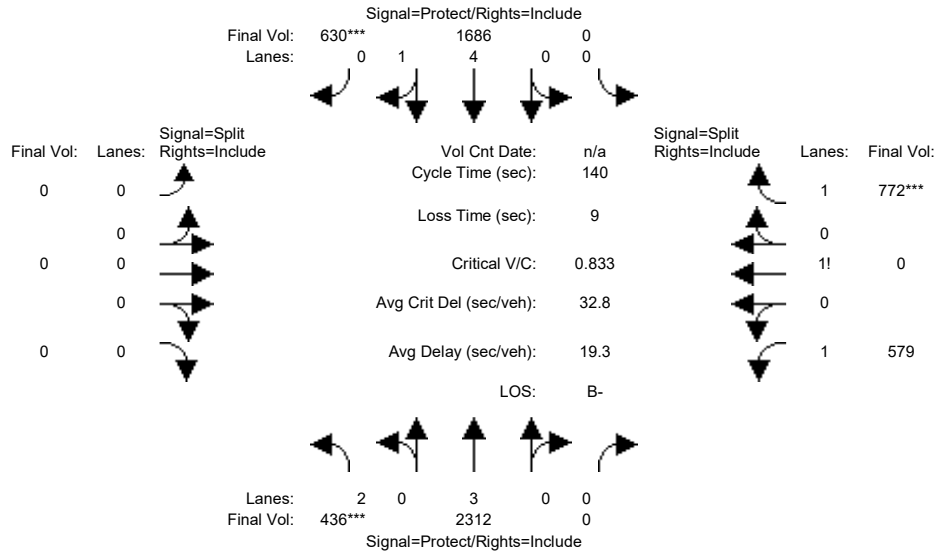 Signal=Protect/Rights=Include
Final Vol: 630*** 1686 0
Lanes: 0 1 4 0 0
Signal=Split
Final Vol: Lanes: Rights=Include
Vol Cnt Date: n/a
Signal=Split
Rights=Include Lanes: Final Vol:
Cycle Time (sec): 140
0 0
1 772***
Loss Time (sec): 9
0
0
0 0
Critical V/C: 0.833
1! 0
0
Avg Crit Del (sec/veh): 32.8
0
0 0
Avg Delay (sec/veh): 19.3
1 579
LOS: B-
Lanes: 2 0 3 0 0
Final Vol: 436*** 2312 0
Signal=Protect/Rights=Include